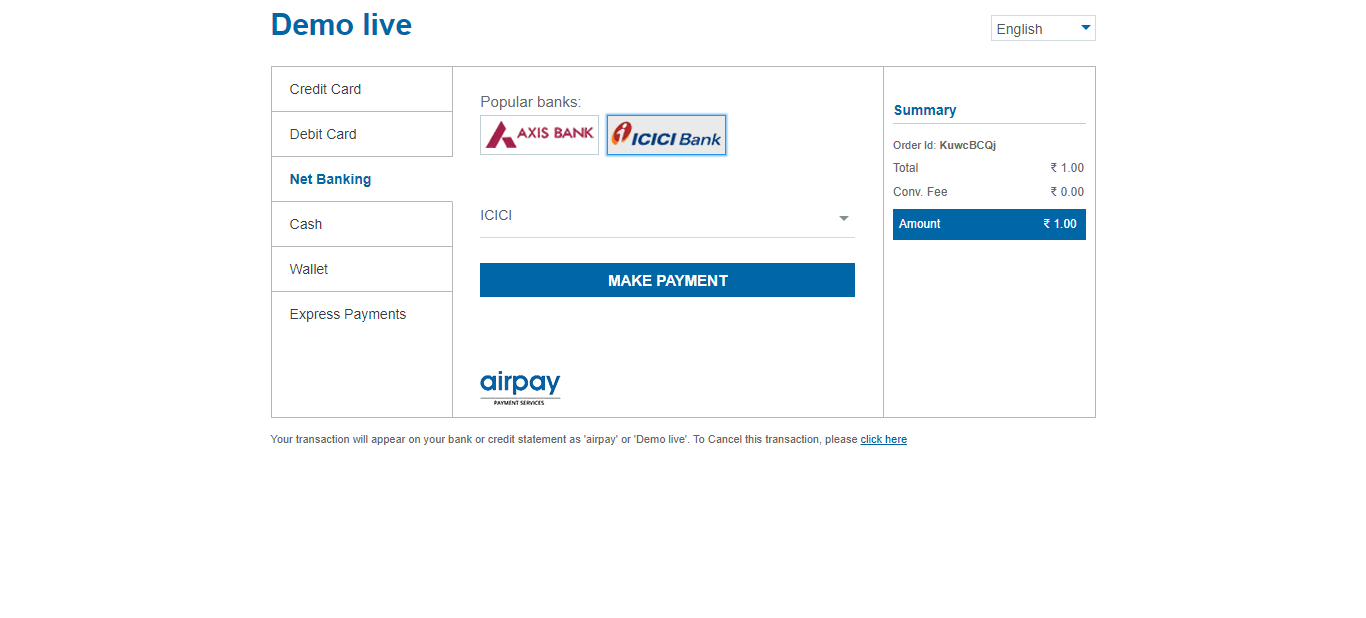 Demo live
English
Credit Card
Debit Card
Net Banking
Cash
Wallet
Express Payments
Popular banks:
AXIS BANK
ICICI Bank
ICICI
MAKE PAYMENT
airpay
PAYMENT SERVICES
Summary
Order Id: KuwcBCQj
Total ₹ 1.00
Conv. Fee ₹ 0.00
Amount ₹ 1.00
Your transaction will appear on your bank or credit statement as 'airpay' or 'Demo live'. To Cancel this transaction, please click here